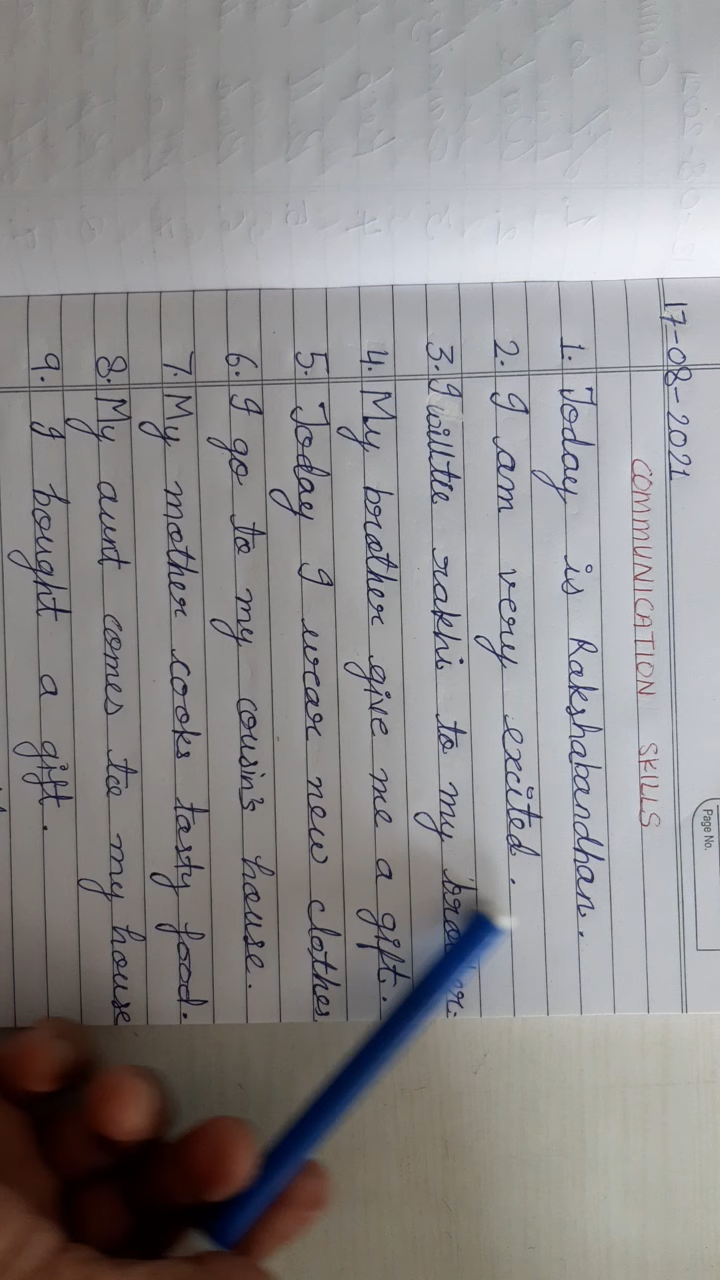 Page No.
17-08-2021
COMMUNICATION SKILLS
1. Today is Rakshabandhan.
2. I am very excited.
3. I will tie rakhi to my
4. My brother give me a gift.
5. Today I wear new clothes
6. I go to my cousin's house.
7. My mother cooks tasty food.
8. My aunt comes to my house
9. I bought a gift.